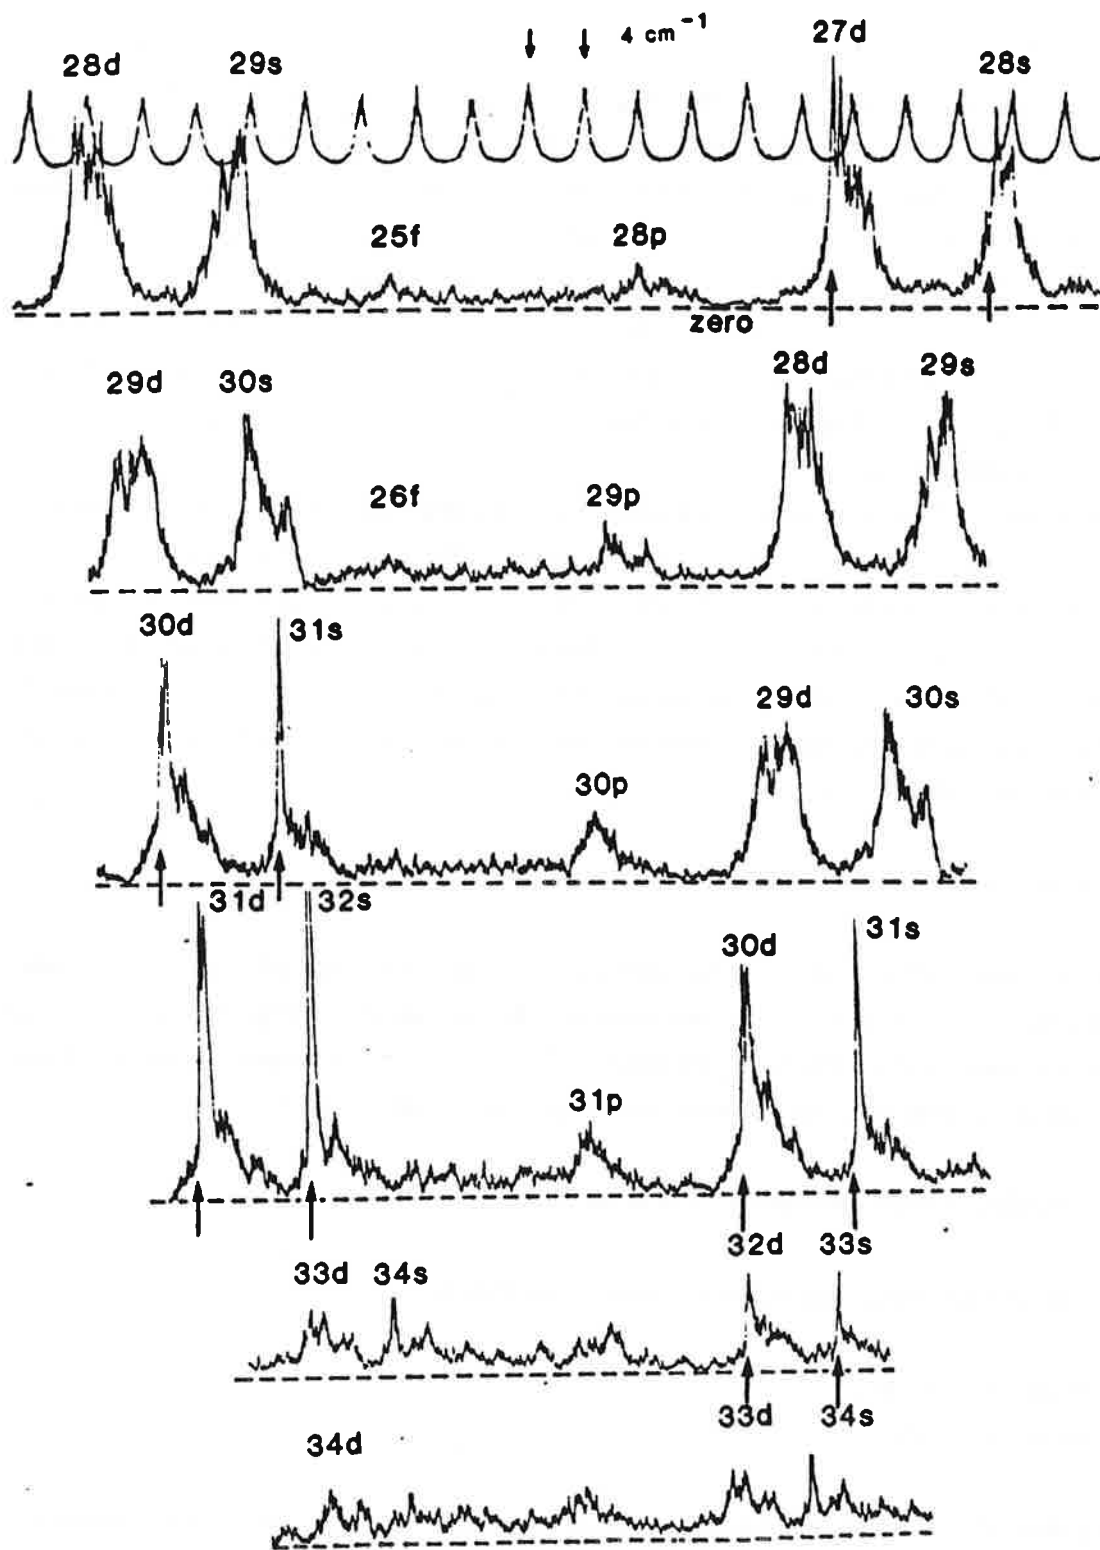 4 cm⁻¹
28d 29s 27d 28s
25f 28p
zero
29d 30s 28d 29s
26f 29p
30d 31s
29d 30s
30p
31d 32s
30d 31s
31p
32d 33s
33d 34s
33d 34s
34d